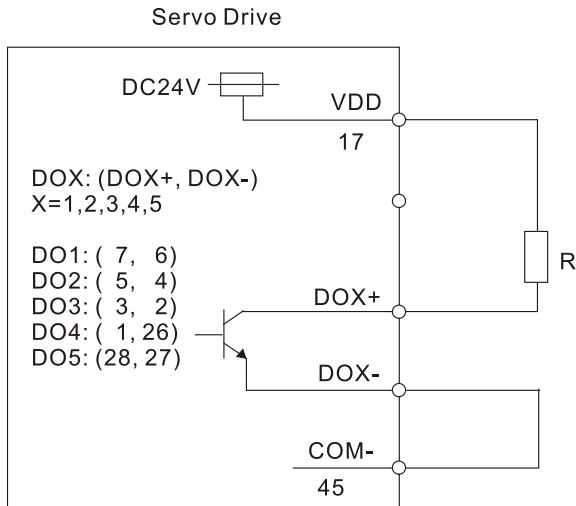 Servo Drive
DC24V
VDD
17
DOX: (DOX+, DOX-)
X=1,2,3,4,5
DO1: ( 7, 6)
DO2: ( 5, 4)
DO3: ( 3, 2)
DO4: ( 1, 26)
DO5: (28, 27)
R
DOX+
DOX-
COM-
45